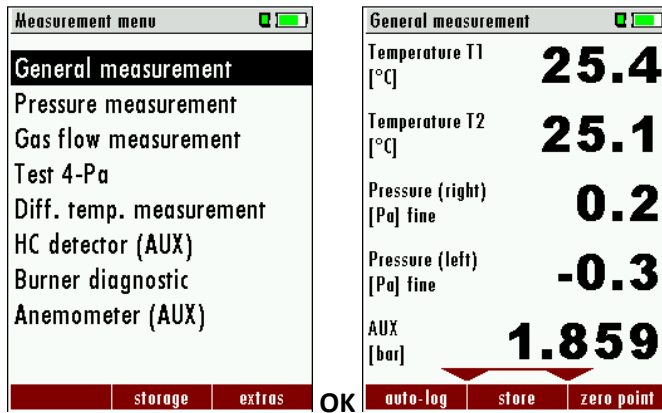 Measurement menu
General measurement
Pressure measurement
Gas flow measurement
Test 4-Pa
Diff. temp. measurement
HC detector (AUX)
Burner diagnostic
Anemometer (AUX)
storage extras
OK
General measurement
Temperature T1
[°C] 25.4
Temperature T2
[°C] 25.1
Pressure (right)
[Pa] fine 0.2
Pressure (left)
[Pa] fine -0.3
AUX
[bar] 1.859
auto-log store zero point